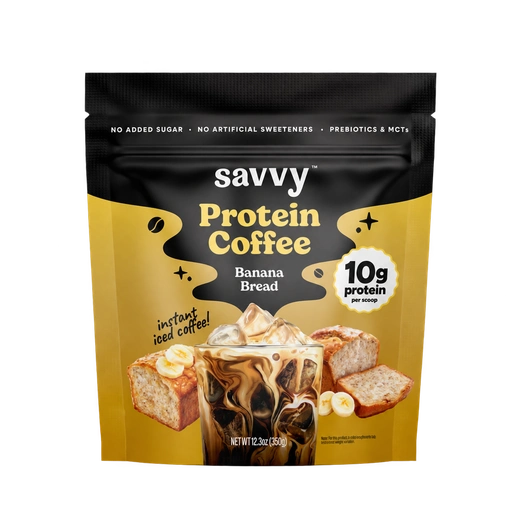 NO ADDED SUGAR • NO ARTIFICIAL SWEETENERS • PREBIOTICS & MCTs
savvy™
Protein
Coffee
Banana
Bread
10g
protein
per scoop
instant
iced coffee!
NET WT 12.3oz (350g)